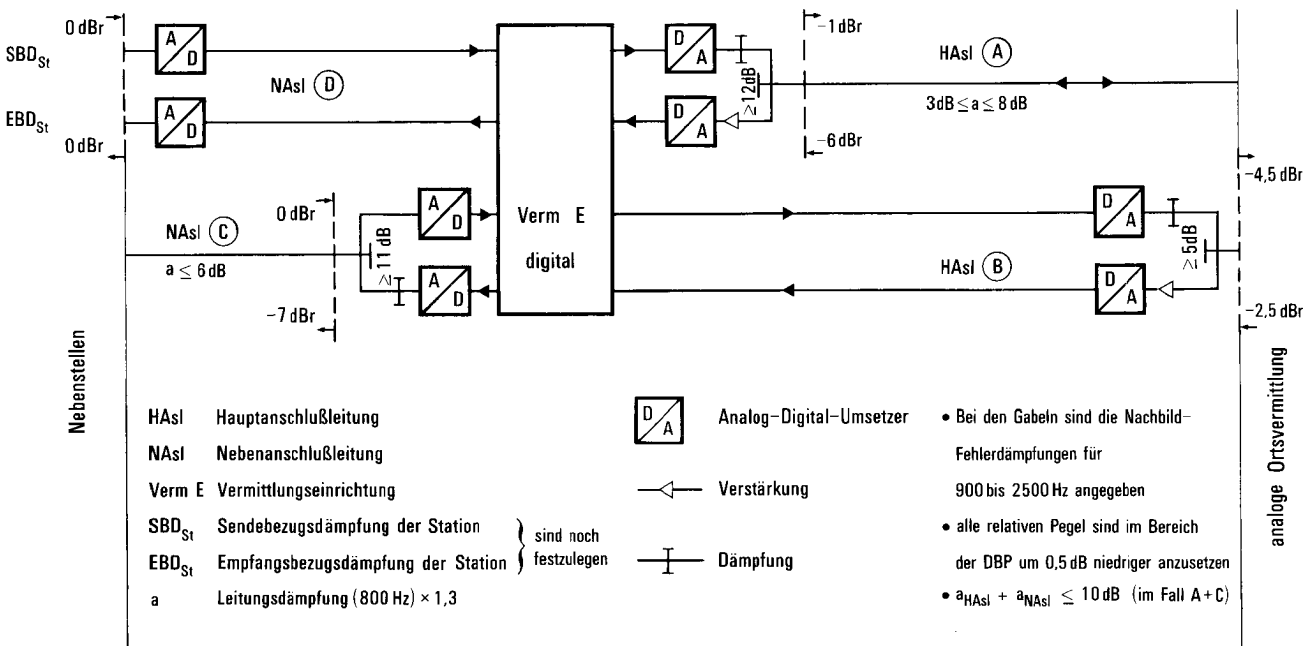 0 dBr
SBD_St
A/D
NAsl (D)
EBD_St
A/D
0 dBr
D/A
≥12dB
D/A
-1 dBr
HAsl (A)
3dB ≤ a ≤ 8 dB
-6 dBr
NAsl (C)
a ≤ 6 dB
0 dBr
≥ 11 dB
-7 dBr
A/D
A/D
Verm E
digital
HAsl (B)
D/A
D/A
≥ 5dB
-4,5 dBr
-2,5 dBr
Nebenstellen
analoge Ortsvermittlung
HAsl Hauptanschlußleitung
NAsl Nebenanschlußleitung
Verm E Vermittlungseinrichtung
SBD_St Sendebezugsdämpfung der Station
EBD_St Empfangsbezugsdämpfung der Station
} sind noch
festzulegen
a Leitungsdämpfung (800 Hz) × 1,3
D/A Analog-Digital-Umsetzer
Verstärkung
Dämpfung
• Bei den Gabeln sind die Nachbild-
Fehlerdämpfungen für
900 bis 2500 Hz angegeben
• alle relativen Pegel sind im Bereich
der DBP um 0,5 dB niedriger anzusetzen
• a_HAsl + a_NAsl ≤ 10 dB (im Fall A+C)